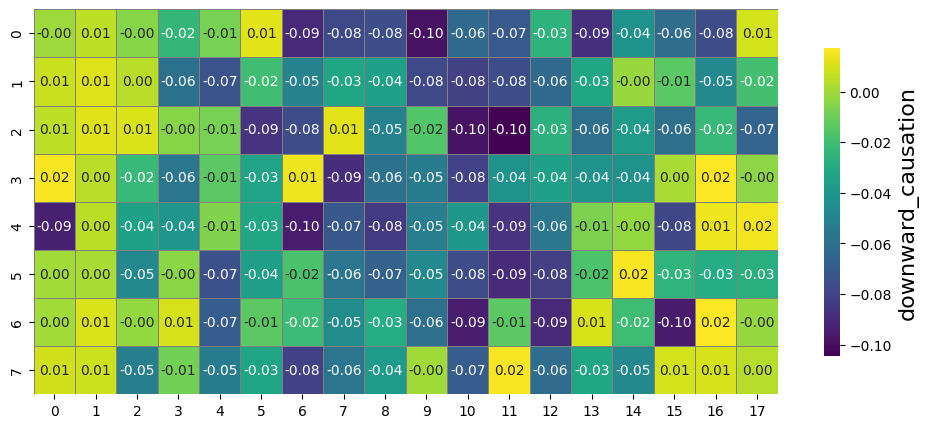 0 -0.00 0.01 -0.00 -0.02 -0.01 0.01 -0.09 -0.08 -0.08 -0.10 -0.06 -0.07 -0.03 -0.09 -0.04 -0.06 -0.08 0.01
1 0.01 0.01 0.00 -0.06 -0.07 -0.02 -0.05 -0.03 -0.04 -0.08 -0.08 -0.08 -0.06 -0.03 -0.00 -0.01 -0.05 -0.02
2 0.01 0.01 0.01 -0.00 -0.01 -0.09 -0.08 0.01 -0.05 -0.02 -0.10 -0.10 -0.03 -0.06 -0.04 -0.06 -0.02 -0.07
3 0.02 0.00 -0.02 -0.06 -0.01 -0.03 0.01 -0.09 -0.06 -0.05 -0.08 -0.04 -0.04 -0.04 -0.04 0.00 0.02 -0.00
4 -0.09 0.00 -0.04 -0.04 -0.01 -0.03 -0.10 -0.07 -0.08 -0.05 -0.04 -0.09 -0.06 -0.01 -0.00 -0.08 0.01 0.02
5 0.00 0.00 -0.05 -0.00 -0.07 -0.04 -0.02 -0.06 -0.07 -0.05 -0.08 -0.09 -0.08 -0.02 0.02 -0.03 -0.03 -0.03
6 0.00 0.01 -0.00 0.01 -0.07 -0.01 -0.02 -0.05 -0.03 -0.06 -0.09 -0.01 -0.09 0.01 -0.02 -0.10 0.02 -0.00
7 0.01 0.01 -0.05 -0.01 -0.05 -0.03 -0.08 -0.06 -0.04 -0.00 -0.07 0.02 -0.06 -0.03 -0.05 0.01 0.01 0.00
0 1 2 3 4 5 6 7 8 9 10 11 12 13 14 15 16 17
0.00
−0.02
−0.04
−0.06
−0.08
−0.10
downward_causation